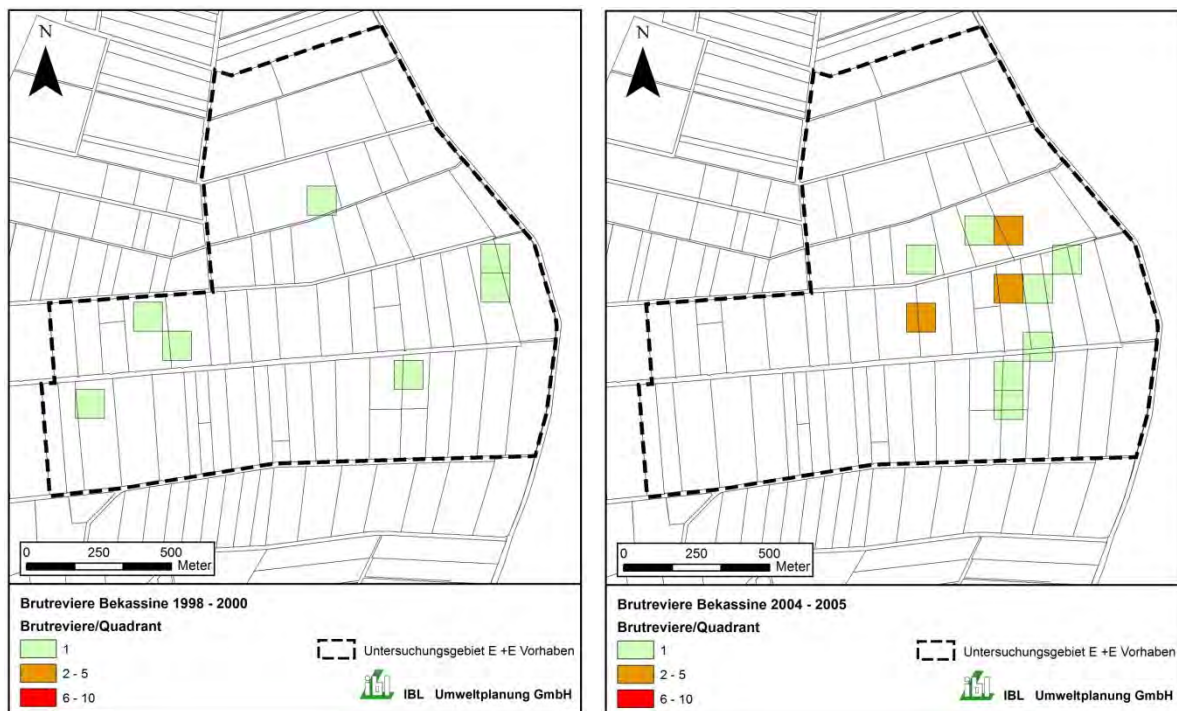 N
0 250 500
Meter
Brutreviere Bekassine 1998 - 2000
Brutreviere/Quadrant
1
2 - 5
6 - 10
Untersuchungsgebiet E +E Vorhaben
IBL Umweltplanung GmbH
N
0 250 500
Meter
Brutreviere Bekassine 2004 - 2005
Brutreviere/Quadrant
1
2 - 5
6 - 10
Untersuchungsgebiet E +E Vorhaben
IBL Umweltplanung GmbH